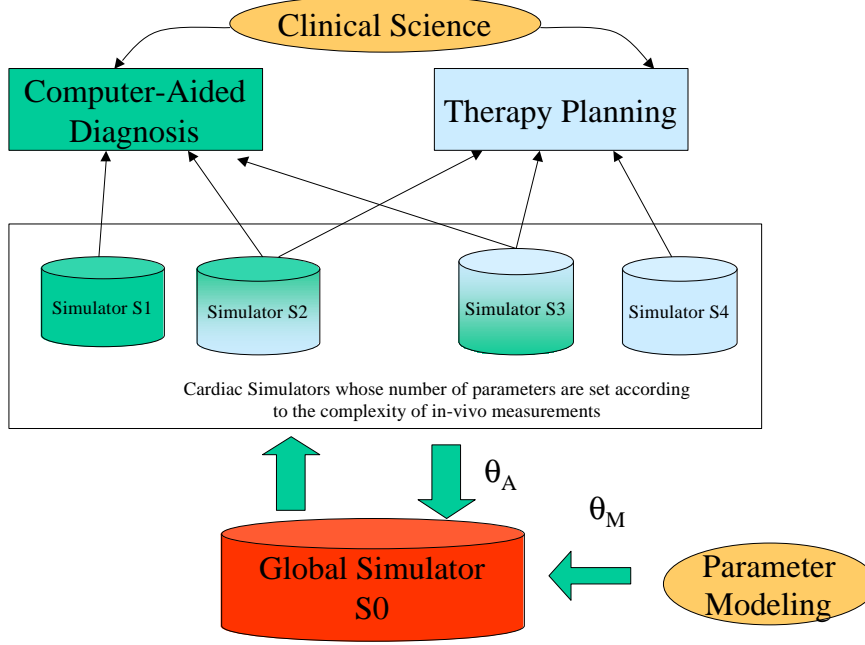 Clinical Science
Computer-Aided
Diagnosis
Therapy Planning
Simulator S1
Simulator S2
Simulator S3
Simulator S4
Cardiac Simulators whose number of parameters are set according
to the complexity of in-vivo measurements
θA
θM
Global Simulator
S0
Parameter
Modeling